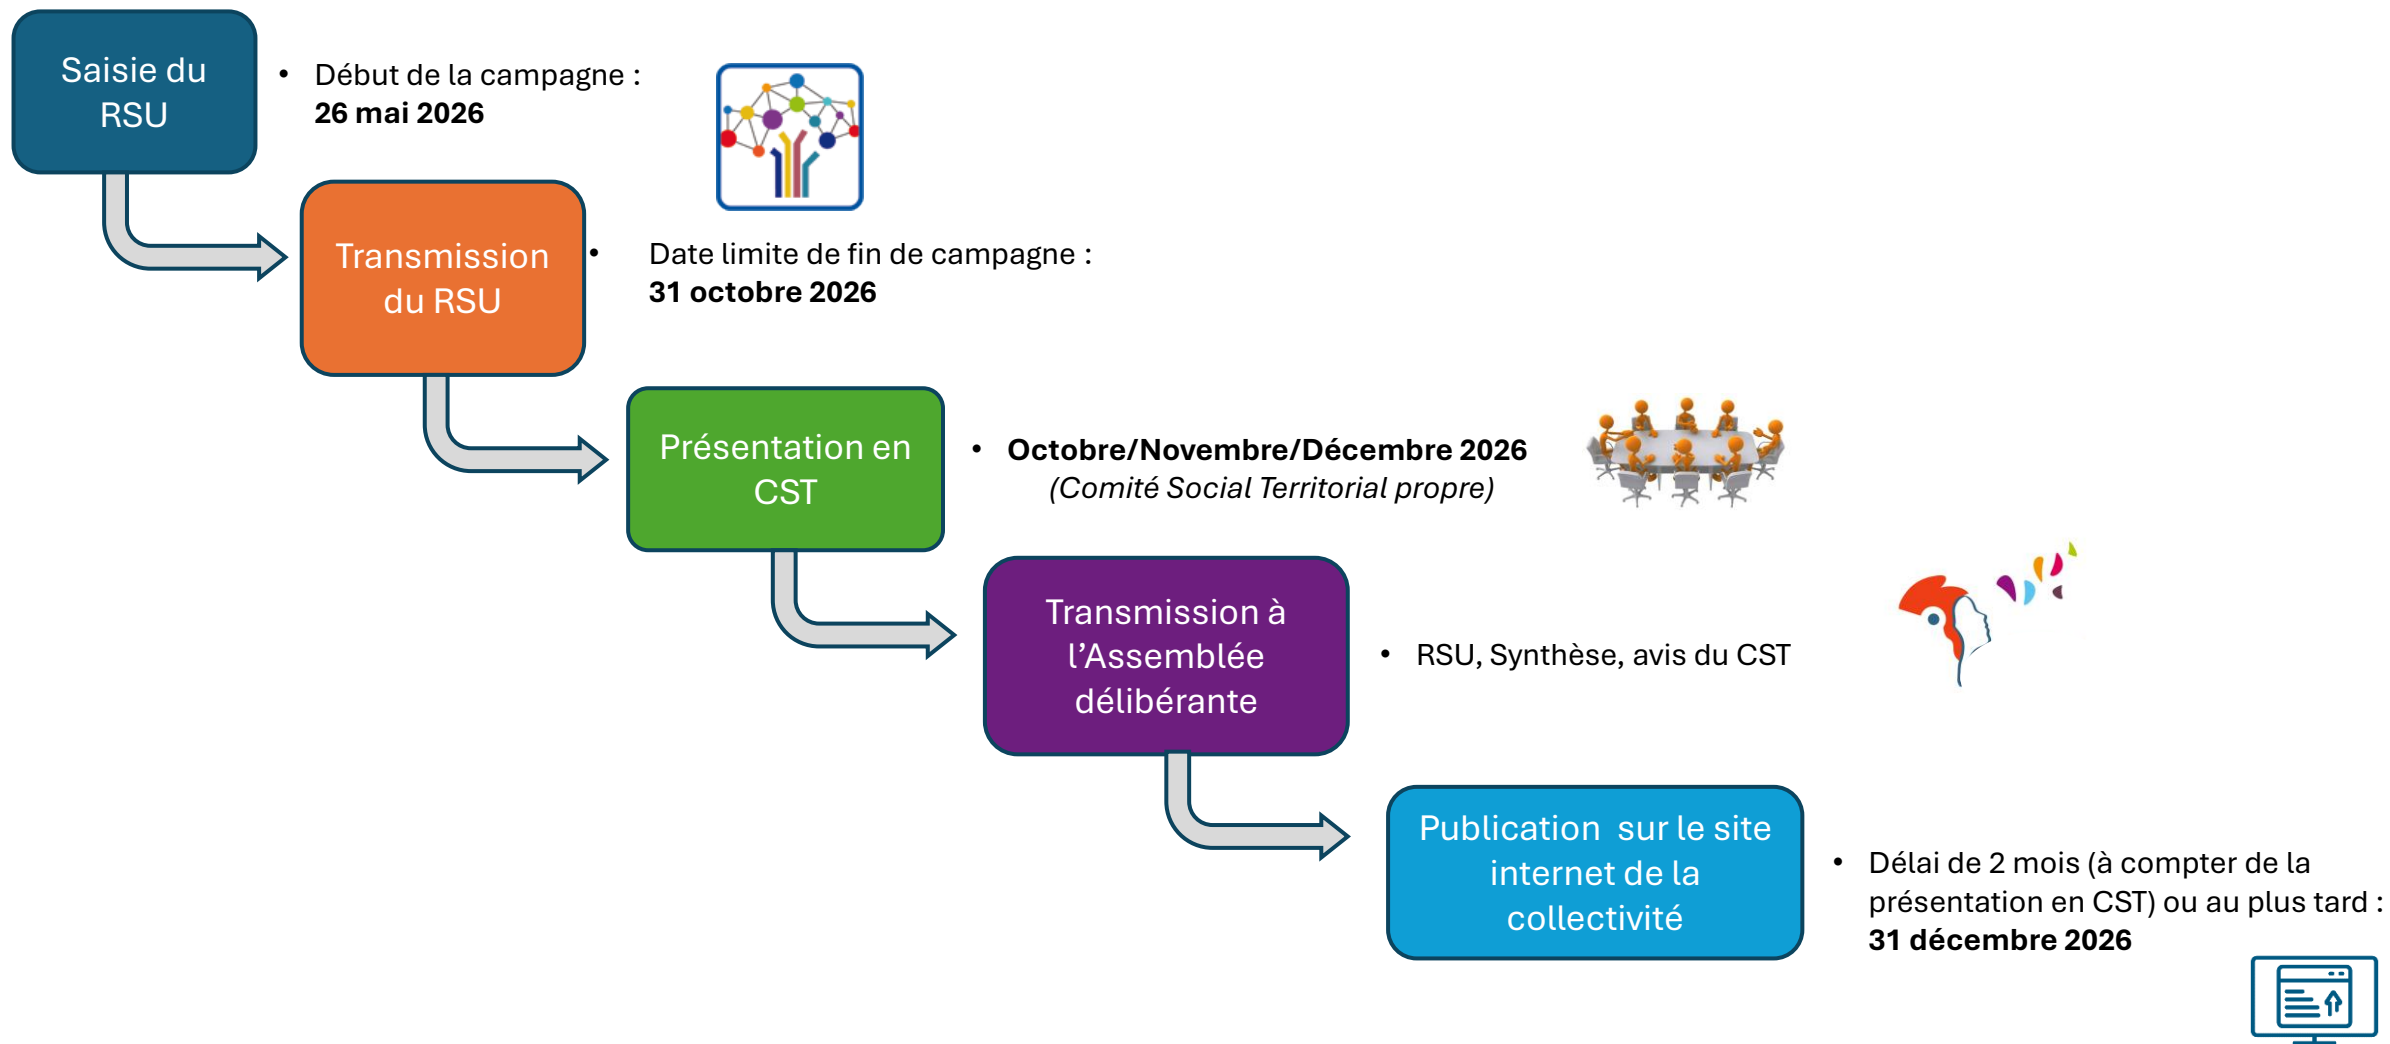 Saisie du
RSU
• Début de la campagne :
26 mai 2026
Transmission
du RSU
• Date limite de fin de campagne :
31 octobre 2026
Présentation en
CST
• Octobre/Novembre/Décembre 2026
(Comité Social Territorial propre)
Transmission à
l’Assemblée
délibérante
• RSU, Synthèse, avis du CST
Publication  sur le site
internet de la
collectivité
• Délai de 2 mois (à compter de la
présentation en CST) ou au plus tard :
31 décembre 2026